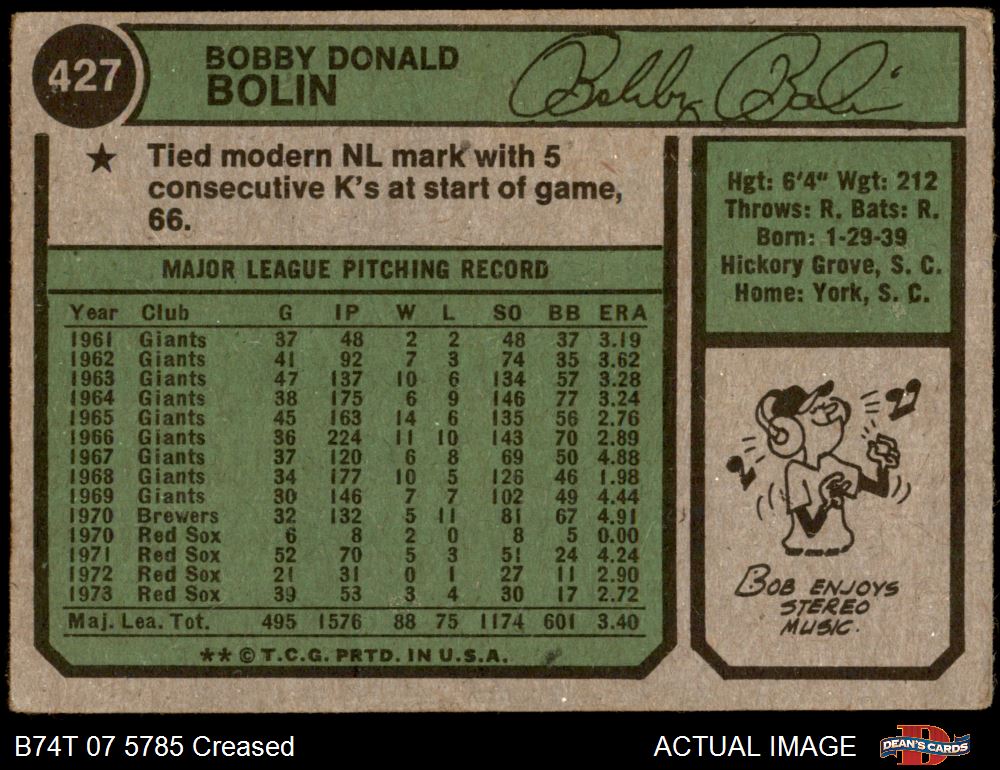 427
BOBBY DONALD
BOLIN
Bobby Bolin
★ Tied modern NL mark with 5
consecutive K's at start of game,
66.
MAJOR LEAGUE PITCHING RECORD
Year Club G IP W L SO BB ERA
1961 Giants 37 48 2 2 48 37 3.19
1962 Giants 41 92 7 3 74 35 3.62
1963 Giants 47 137 10 6 134 57 3.28
1964 Giants 38 175 6 9 146 77 3.24
1965 Giants 45 163 14 6 135 56 2.76
1966 Giants 36 224 11 10 143 70 2.89
1967 Giants 37 120 6 8 69 50 4.88
1968 Giants 34 177 10 5 126 46 1.98
1969 Giants 30 146 7 7 102 49 4.44
1970 Brewers 32 132 5 11 81 67 4.91
1970 Red Sox 6 8 2 0 8 5 0.00
1971 Red Sox 52 70 5 3 51 24 4.24
1972 Red Sox 21 31 0 1 27 11 2.90
1973 Red Sox 39 53 3 4 30 17 2.72
Maj. Lea. Tot. 495 1576 88 75 1174 601 3.40
** © T.C.G. PRTD. IN U.S.A.
Hgt: 6'4" Wgt: 212
Throws: R. Bats: R.
Born: 1-29-39
Hickory Grove, S. C.
Home: York, S. C.
BOB ENJOYS
STEREO
MUSIC.
B74T 07 5785 Creased
ACTUAL IMAGE
DEAN'S CARDS